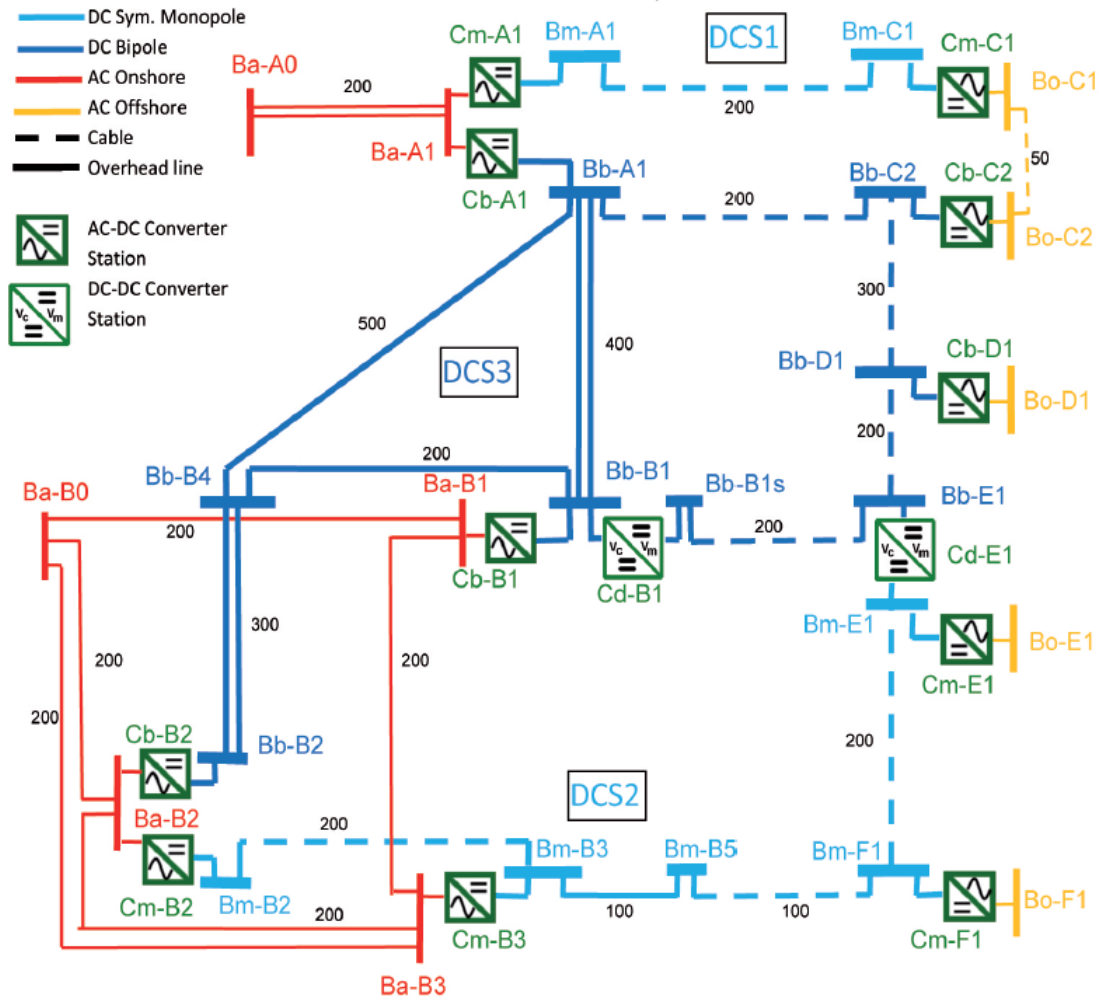 DC Sym. Monopole
DC Bipole
AC Onshore
AC Offshore
Cable
Overhead line
AC-DC Converter
Station
DC-DC Converter
Station
Vc Vm
Cm-A1
Bm-A1
DCS1
Bm-C1
Cm-C1
Ba-A0
200
Bo-C1
200
Ba-A1
50
Cb-A1
Bb-A1
Bb-C2
Cb-C2
200
Bo-C2
300
500
400
DCS3
Bb-D1
Cb-D1
Bo-D1
200
200
Bb-B4
Ba-B1
Bb-B1
Bb-B1s
Bb-E1
Ba-B0
200
200
Vc Vm
Vc Vm
Cd-E1
Cb-B1
Cd-B1
300
Bm-E1
Bo-E1
200
200
Cm-E1
200
Cb-B2
Bb-B2
200
DCS2
Ba-B2
200
Bm-B3
Bm-B5
Bm-F1
Cm-B2
Bm-B2
200
100
100
Bo-F1
Cm-B3
Cm-F1
Ba-B3